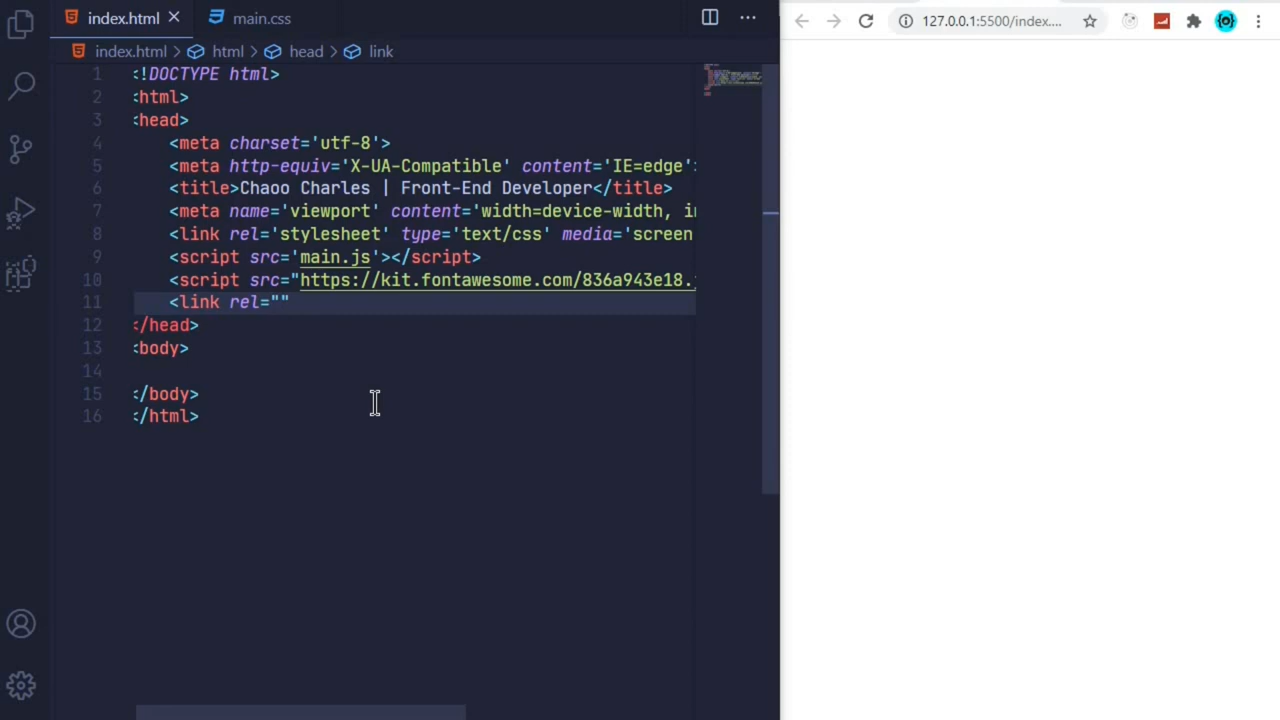 index.html
main.css
127.0.0.1:5500/index....
index.html > html > head > link
1 <!DOCTYPE html>
2 <html>
3 <head>
4 <meta charset='utf-8'>
5 <meta http-equiv='X-UA-Compatible' content='IE=edge'>
6 <title>Chaoo Charles | Front-End Developer</title>
7 <meta name='viewport' content='width=device-width, in
8 <link rel='stylesheet' type='text/css' media='screen
9 <script src='main.js'></script>
10 <script src="https://kit.fontawesome.com/836a943e18.
11 <link rel=""
12 </head>
13 <body>
14
15 </body>
16 </html>